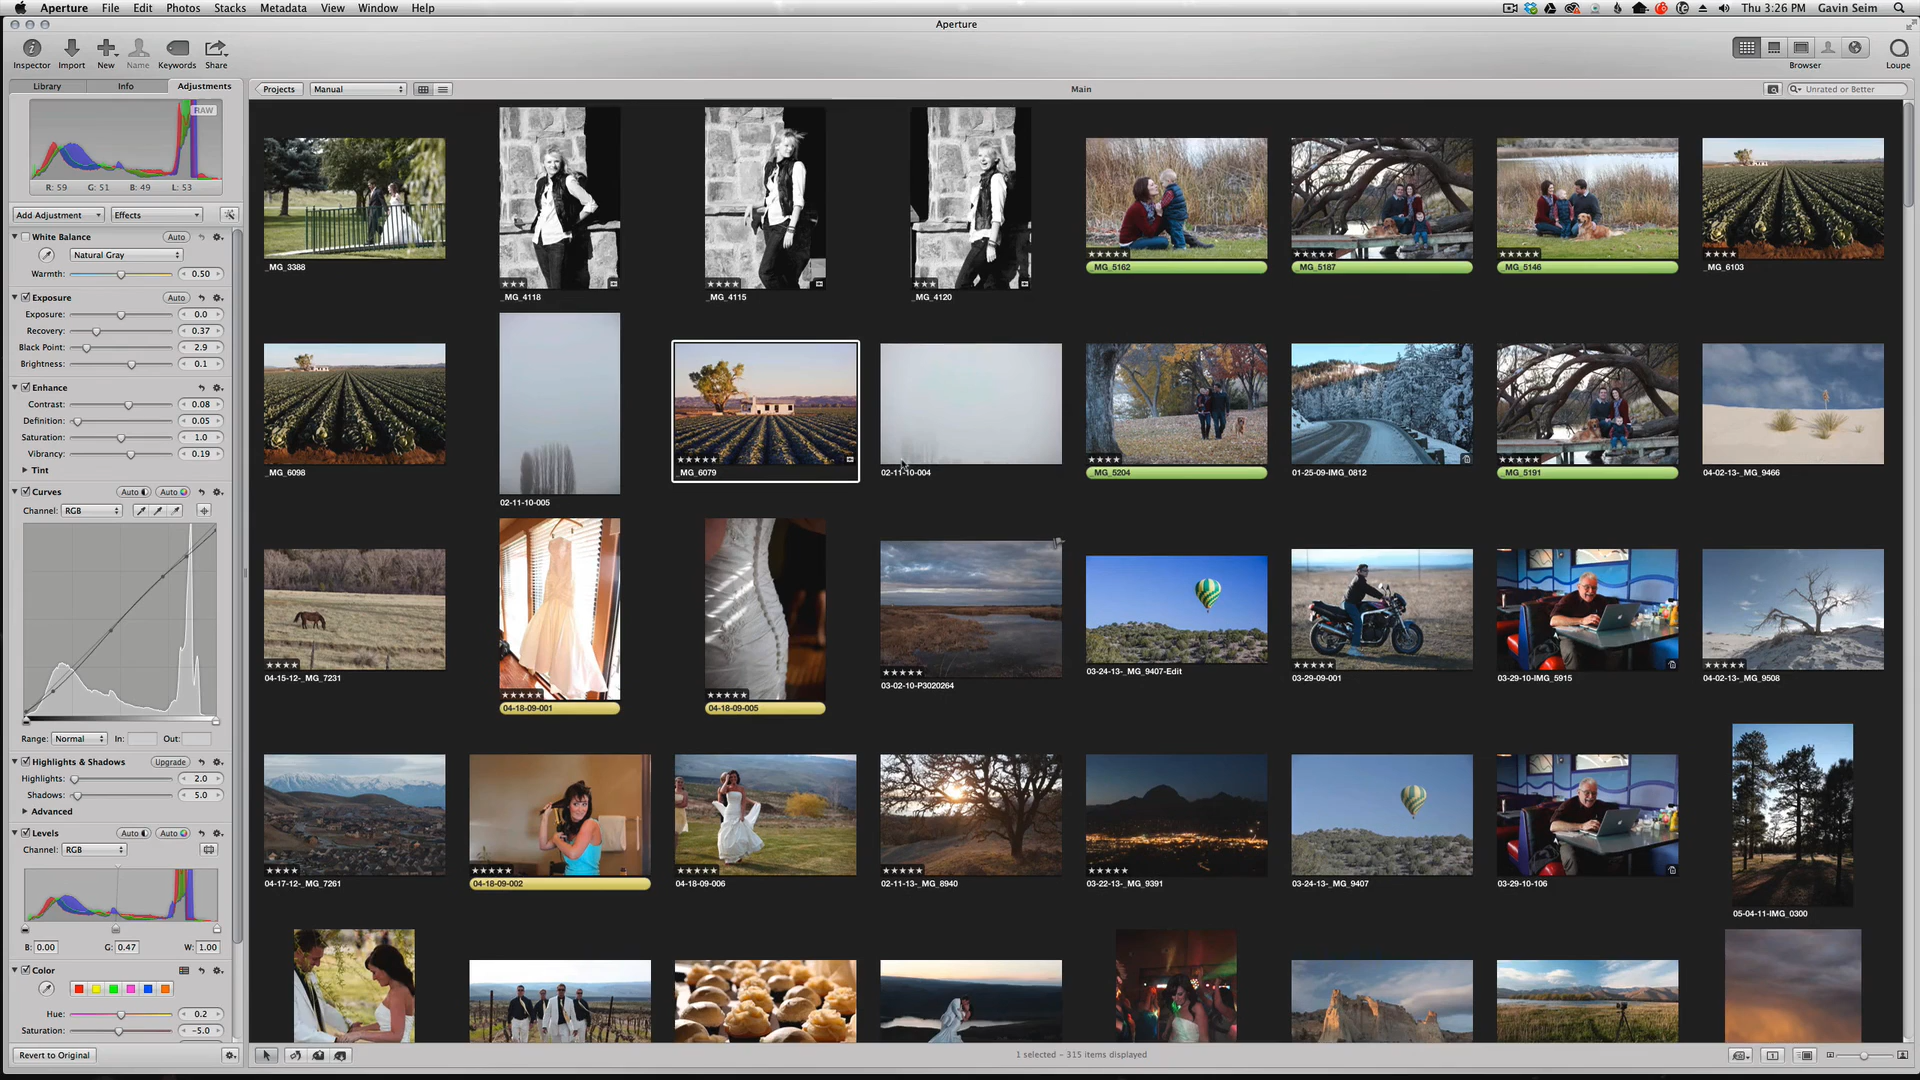 Aperture File Edit Photos Stacks Metadata View Window Help Thu 3:26 PM Gavin Seim
Aperture
Inspector Import New Name Keywords Share Browser Loupe
Library Info Adjustments
Projects Manual Main Unrated or Better
RAW
R: 59 G: 51 B: 49 L: 53
Add Adjustment Effects
White Balance Auto
Natural Gray
Warmth: 0.50
Exposure Auto
Exposure: 0.0
Recovery: 0.37
Black Point: 2.9
Brightness: 0.1
Enhance
Contrast: 0.08
Definition: 0.05
Saturation: 1.0
Vibrancy: 0.19
Tint
Curves Auto Auto
Channel: RGB
Range: Normal In: Out:
Highlights & Shadows Upgrade
Highlights: 2.0
Shadows: 5.0
Advanced
Levels Auto Auto
Channel: RGB
B: 0.00 G: 0.47 W: 1.00
Color
Hue: 0.2
Saturation: -5.0
Revert to Original
_MG_3388
_MG_4118
_MG_4115
_MG_4120
_MG_5162
_MG_5187
_MG_5146
_MG_6103
_MG_6098
02-11-10-005
_MG_6079
02-11-10-004
_MG_5204
01-25-09-IMG_0812
_MG_5191
04-02-13-_MG_9466
04-15-12-_MG_7231
04-18-09-001
04-18-09-005
03-02-10-P3020264
03-24-13-_MG_9407-Edit
03-29-09-001
03-29-10-IMG_5915
04-02-13-_MG_9508
04-17-12-_MG_7261
04-18-09-002
04-18-09-006
02-11-13-_MG_8940
03-22-13-_MG_9391
03-24-13-_MG_9407
03-29-10-106
05-04-11-IMG_0300
1 selected – 315 items displayed